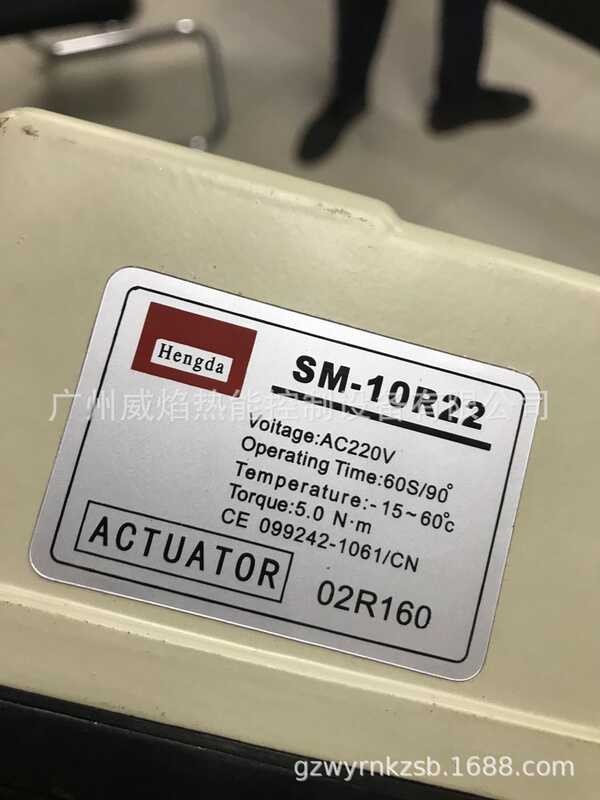 Hengda
SM-10R22
广州威焰热能控制设备有限公司
Voitage:AC220V
Operating Time:60S/90°
Temperature:-15~60℃
Torque:5.0 N·m
CE 099242-1061/CN
ACTUATOR
02R160
gzwyrnkzsb.1688.com